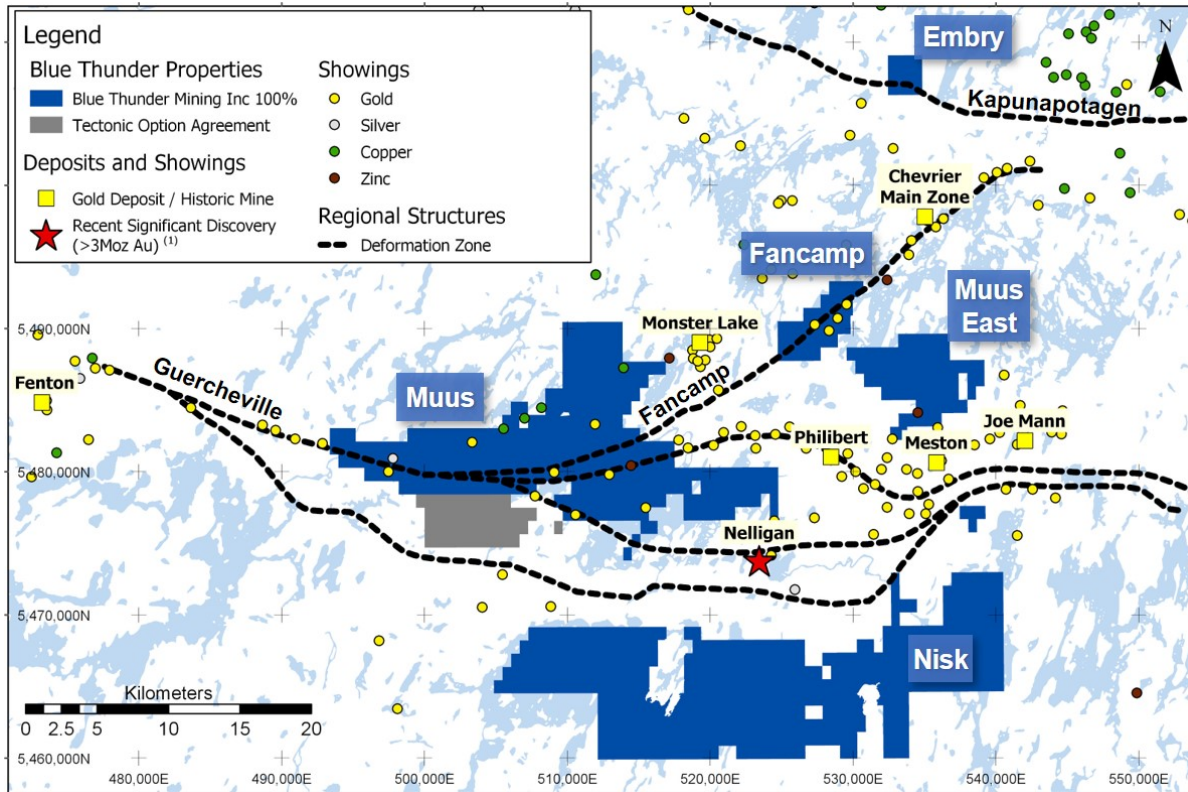 Legend
Blue Thunder Properties
Blue Thunder Mining Inc 100%
Tectonic Option Agreement
Deposits and Showings
Gold Deposit / Historic Mine
Recent Significant Discovery
(>3Moz Au) (1)
Showings
Gold
Silver
Copper
Zinc
Regional Structures
Deformation Zone
Embry
N
Kapunapotagen
Chevrier
Main Zone
Fancamp
Muus
East
5,490,000N
Monster Lake
Fenton
Guercheville
Muus
Fancamp
Joe Mann
Philibert
Meston
5,480,000N
Nelligan
5,470,000N
Nisk
Kilometers
0 2.5 5 10 15 20
5,460,000N
480,000E 490,000E 500,000E 510,000E 520,000E 530,000E 540,000E 550,000E